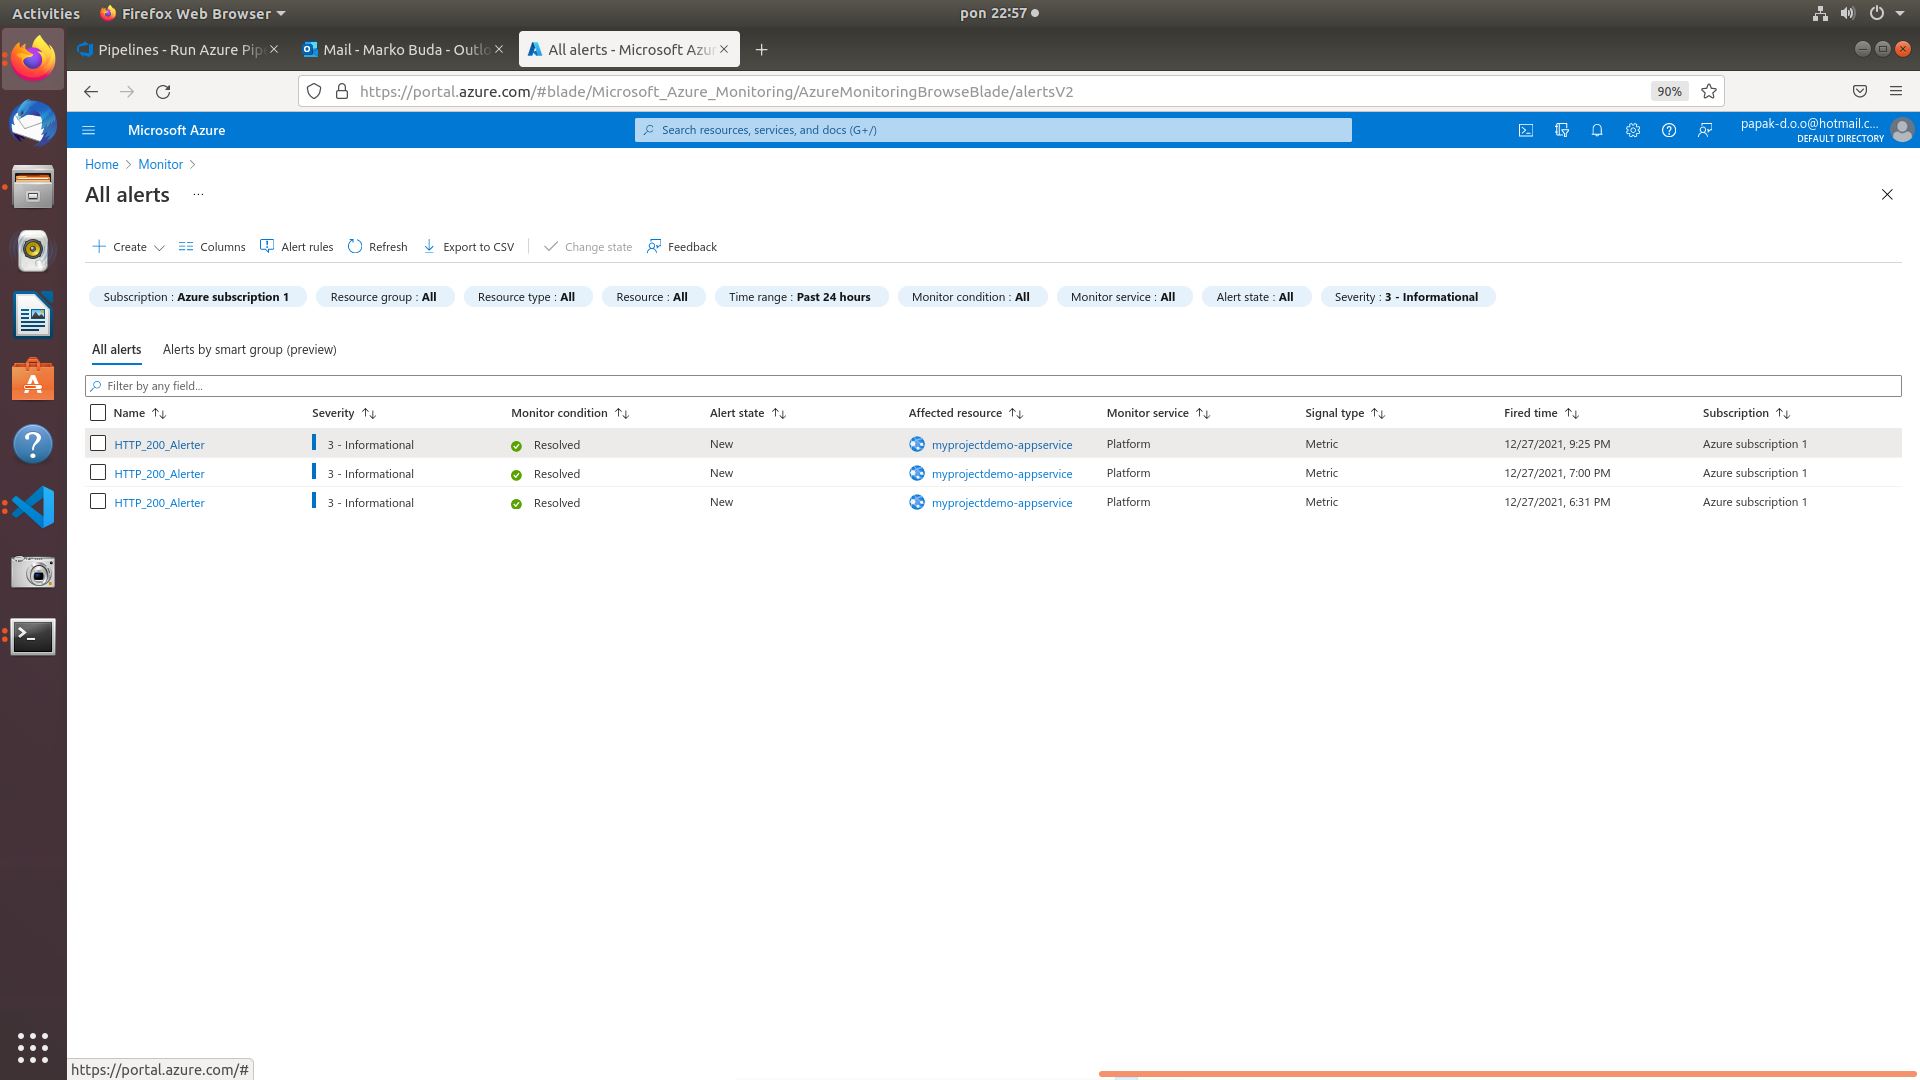 Activities Firefox Web Browser pon 22:57
Pipelines - Run Azure Pip Mail - Marko Buda - Outlo All alerts - Microsoft Azur
https://portal.azure.com/#blade/Microsoft_Azure_Monitoring/AzureMonitoringBrowseBlade/alertsV2 90%
Microsoft Azure Search resources, services, and docs (G+/) papak-d.o.o@hotmail.c...
DEFAULT DIRECTORY
Home > Monitor >
All alerts ...
Create Columns Alert rules Refresh Export to CSV Change state Feedback
Subscription : Azure subscription 1 Resource group : All Resource type : All Resource : All Time range : Past 24 hours Monitor condition : All Monitor service : All Alert state : All Severity : 3 - Informational
All alerts Alerts by smart group (preview)
Filter by any field...
Name Severity Monitor condition Alert state Affected resource Monitor service Signal type Fired time Subscription
HTTP_200_Alerter 3 - Informational Resolved New myprojectdemo-appservice Platform Metric 12/27/2021, 9:25 PM Azure subscription 1
HTTP_200_Alerter 3 - Informational Resolved New myprojectdemo-appservice Platform Metric 12/27/2021, 7:00 PM Azure subscription 1
HTTP_200_Alerter 3 - Informational Resolved New myprojectdemo-appservice Platform Metric 12/27/2021, 6:31 PM Azure subscription 1
https://portal.azure.com/#